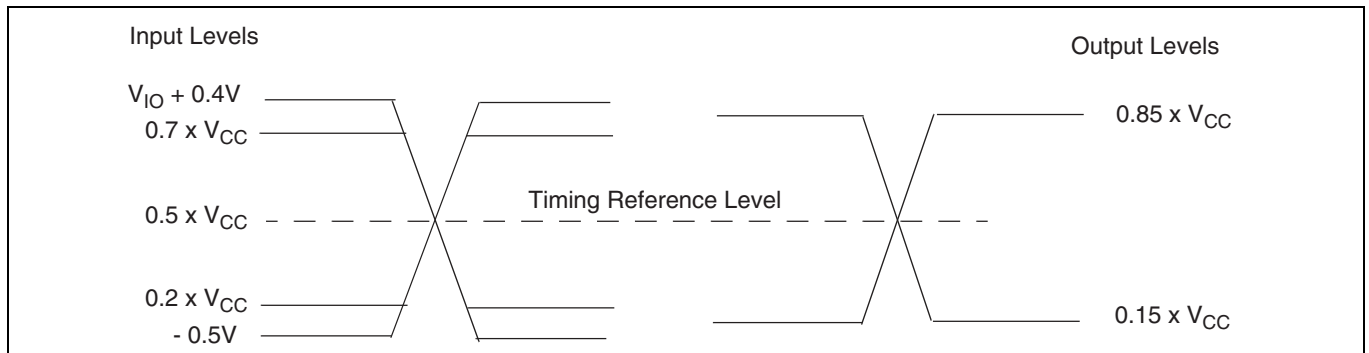 Input Levels
Output Levels
V_IO + 0.4V
0.85 x V_CC
0.7 x V_CC
Timing Reference Level
0.5 x V_CC
0.2 x V_CC
0.15 x V_CC
- 0.5V